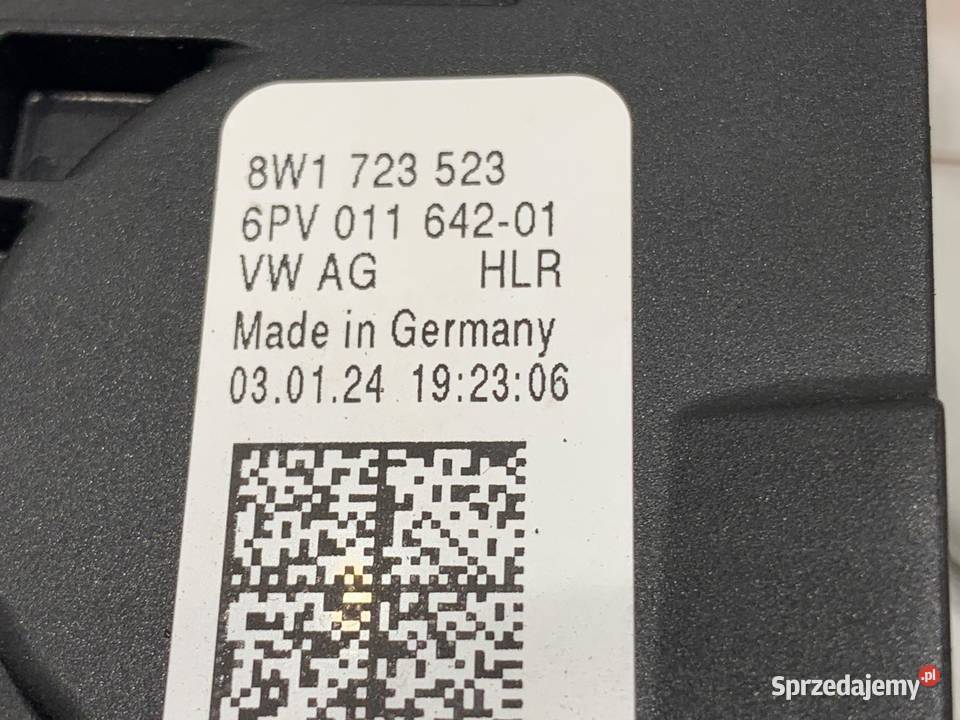 8W1 723 523
6PV 011 642-01
VW AG HLR
Made in Germany
03.01.24 19:23:06
Sprzedajemy.pl